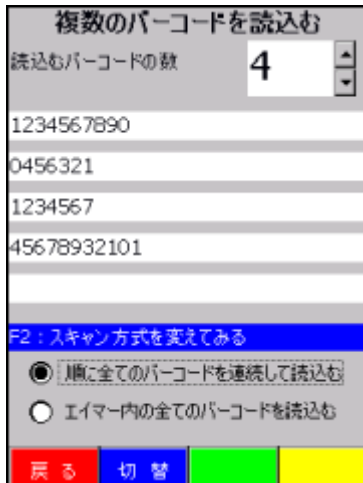 複数のバーコードを読込む
読込むバーコードの数 4
1234567890
0456321
1234567
45678932101
F2：スキャン方式を変えてみる
順に全てのバーコードを連続して読込む
エイマー内の全てのバーコードを読込む
戻る 切替